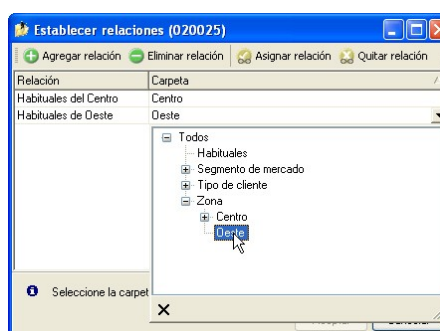 Establecer relaciones (020025)
Agregar relación Eliminar relación Asignar relación Quitar relación
Relación Carpeta
Habituales del Centro Centro
Habituales de Oeste Oeste
Todos
Habituales
Segmento de mercado
Tipo de cliente
Zona
Centro
Oeste
Seleccione la carpet